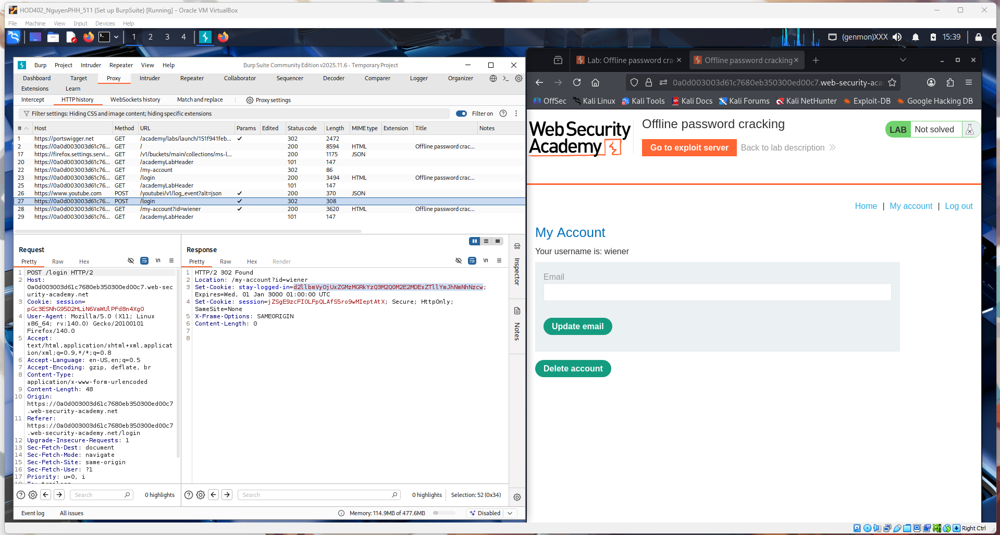 HOD402_NguyenPHH_511 (Set up BurpSuite) [Running] - Oracle VM VirtualBox
File Machine View Input Devices Help
1 2 3 4 (genmon)XXX 15:39
Burp Project Intruder Repeater View Help Burp Suite Community Edition v2025.11.6 - Temporary Project
Dashboard Target Proxy Intruder Repeater Collaborator Sequencer Decoder Comparer Logger Organizer
Extensions Learn
Intercept HTTP history WebSockets history Match and replace Proxy settings
Filter settings: Hiding CSS and image content; hiding specific extensions Filter on
# Host Method URL Params Edited Status code Length MIME type Extension Title Notes
1 https://portswigger.net GET /academy/labs/launch/151f941feb... ✓ 302 2472
2 https://0a0d003003d61c76... GET / 200 8594 HTML Offline password crac...
17 https://firefox.settings.servi... GET /v1/buckets/main/collections/ms-l... 200 1175 JSON
20 https://0a0d003003d61c76... GET /academyLabHeader 101 147
22 https://0a0d003003d61c76... GET /my-account 302 86
23 https://0a0d003003d61c76... GET /login 200 3494 HTML Offline password crac...
25 https://0a0d003003d61c76... GET /academyLabHeader 101 147
26 https://www.youtube.com POST /youtubei/v1/log_event?alt=json ✓ 200 370 JSON
27 https://0a0d003003d61c76... POST /login ✓ 302 308
28 https://0a0d003003d61c76... GET /my-account?id=wiener ✓ 200 3620 HTML Offline password crac...
29 https://0a0d003003d61c76... GET /academyLabHeader 101 147
Request
Pretty Raw Hex \n
1 POST /login HTTP/2
2 Host:
0a0d003003d61c7680eb350300ed00c7.web-sec
urity-academy.net
3 Cookie: session=
pGc3ESNhG95D2HLiN6VaWUlPFd8n4XgO
4 User-Agent: Mozilla/5.0 (X11; Linux
x86_64; rv:140.0) Gecko/20100101
Firefox/140.0
5 Accept:
text/html,application/xhtml+xml,applicat
ion/xml;q=0.9,*/*;q=0.8
6 Accept-Language: en-US,en;q=0.5
7 Accept-Encoding: gzip, deflate, br
8 Content-Type:
application/x-www-form-urlencoded
9 Content-Length: 48
10 Origin:
https://0a0d003003d61c7680eb350300ed00c7
.web-security-academy.net
11 Referer:
https://0a0d003003d61c7680eb350300ed00c7
.web-security-academy.net/login
12 Upgrade-Insecure-Requests: 1
13 Sec-Fetch-Dest: document
14 Sec-Fetch-Mode: navigate
15 Sec-Fetch-Site: same-origin
16 Sec-Fetch-User: ?1
17 Priority: u=0, i
Search 0 highlights
Response
Pretty Raw Hex Render \n
1 HTTP/2 302 Found
2 Location: /my-account?id=wiener
3 Set-Cookie: stay-logged-in=d2llbmVyOjUxZGMzMGRkYzQ3M2Q0M2E2MDExZTllYmJhNmNhNzcw;
Expires=Wed, 01 Jan 3000 01:00:00 UTC
4 Set-Cookie: session=jZSgE9zcFIOLFpQLAfS5ro9wMIeptAtX; Secure; HttpOnly;
SameSite=None
5 X-Frame-Options: SAMEORIGIN
6 Content-Length: 0
7
8
Search 0 highlights Selection: 52 (0x34)
Inspector
Notes
Event log All issues Memory: 114.9MB of 477.6MB Disabled
Lab: Offline password cra Offline password cracking
0a0d003003d61c7680eb350300ed00c7.web-security-aca
OffSec Kali Linux Kali Tools Kali Docs Kali Forums Kali NetHunter Exploit-DB Google Hacking DB
Web Security
Academy
Offline password cracking
Go to exploit server Back to lab description
LAB Not solved
Home | My account | Log out
My Account
Your username is: wiener
Email
Update email
Delete account
Right Ctrl